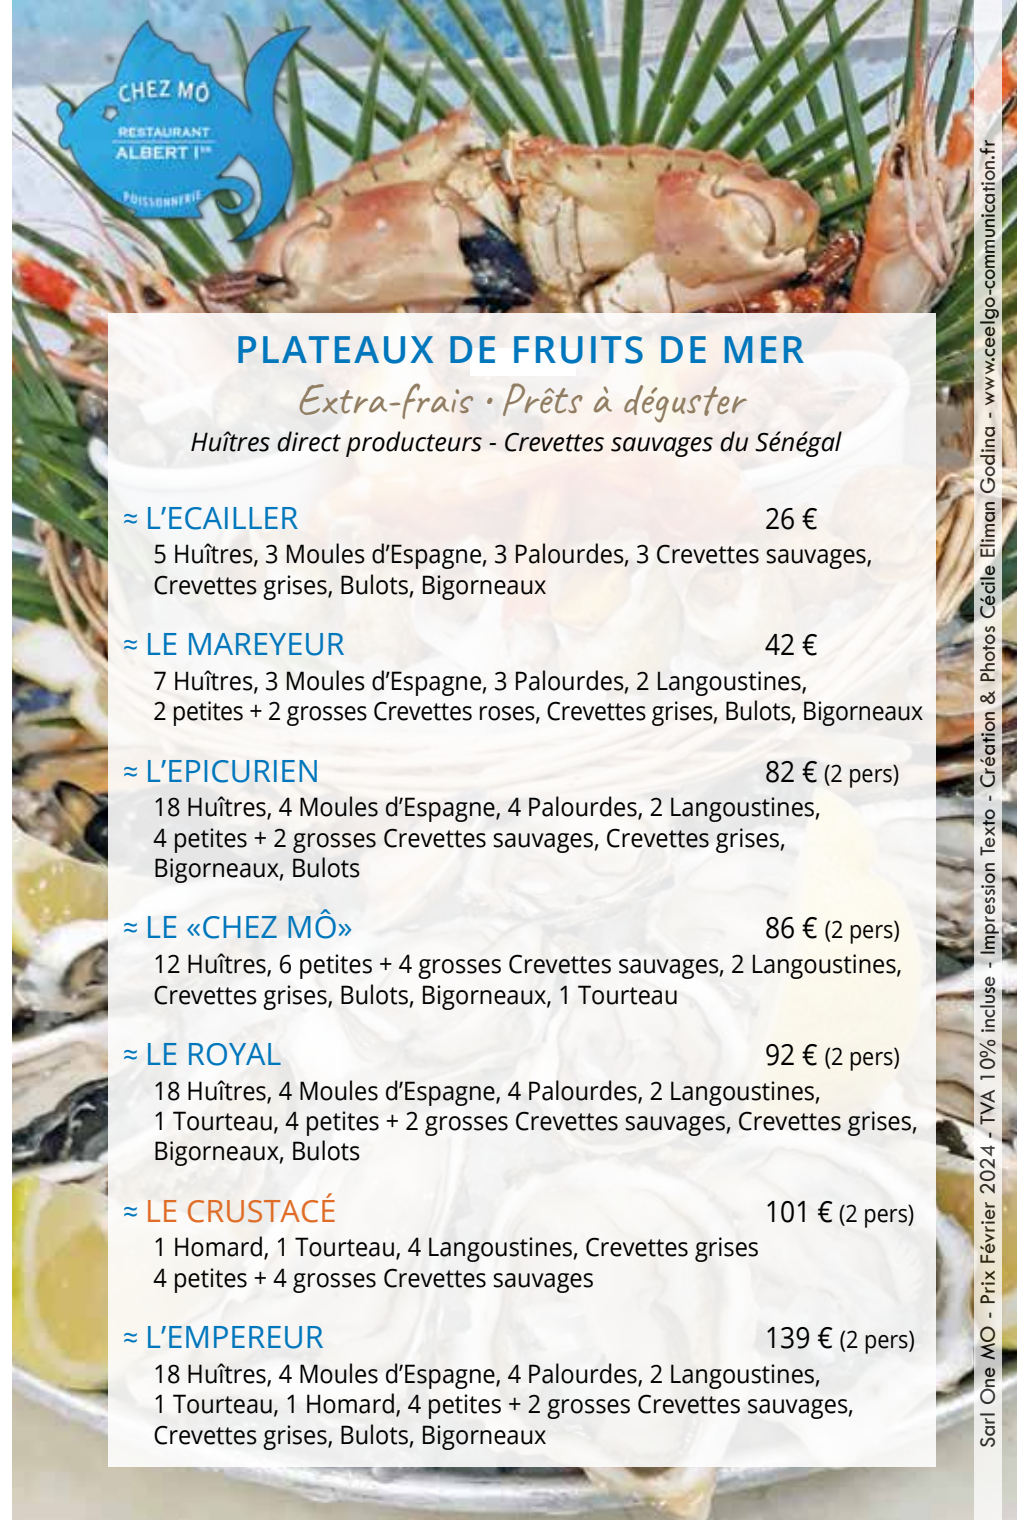 CHEZ MÔ
RESTAURANT
ALBERT Iᴱᴿ
POISSONNERIE
PLATEAUX DE FRUITS DE MER
Extra-frais • Prêts à déguster
Huîtres direct producteurs - Crevettes sauvages du Sénégal
≈ L’ECAILLER 26 €
5 Huîtres, 3 Moules d’Espagne, 3 Palourdes, 3 Crevettes sauvages,
Crevettes grises, Bulots, Bigorneaux
≈ LE MAREYEUR 42 €
7 Huîtres, 3 Moules d’Espagne, 3 Palourdes, 2 Langoustines,
2 petites + 2 grosses Crevettes roses, Crevettes grises, Bulots, Bigorneaux
≈ L’EPICURIEN 82 € (2 pers)
18 Huîtres, 4 Moules d’Espagne, 4 Palourdes, 2 Langoustines,
4 petites + 2 grosses Crevettes sauvages, Crevettes grises,
Bigorneaux, Bulots
≈ LE «CHEZ MÔ» 86 € (2 pers)
12 Huîtres, 6 petites + 4 grosses Crevettes sauvages, 2 Langoustines,
Crevettes grises, Bulots, Bigorneaux, 1 Tourteau
≈ LE ROYAL 92 € (2 pers)
18 Huîtres, 4 Moules d’Espagne, 4 Palourdes, 2 Langoustines,
1 Tourteau, 4 petites + 2 grosses Crevettes sauvages, Crevettes grises,
Bigorneaux, Bulots
≈ LE CRUSTACÉ 101 € (2 pers)
1 Homard, 1 Tourteau, 4 Langoustines, Crevettes grises
4 petites + 4 grosses Crevettes sauvages
≈ L’EMPEREUR 139 € (2 pers)
18 Huîtres, 4 Moules d’Espagne, 4 Palourdes, 2 Langoustines,
1 Tourteau, 1 Homard, 4 petites + 2 grosses Crevettes sauvages,
Crevettes grises, Bulots, Bigorneaux
Sarl One MO - Prix Février 2024 - TVA 10% incluse - Impression Texto - Création & Photos Cécile Eliman Godina - www.ceelgo-communication.fr